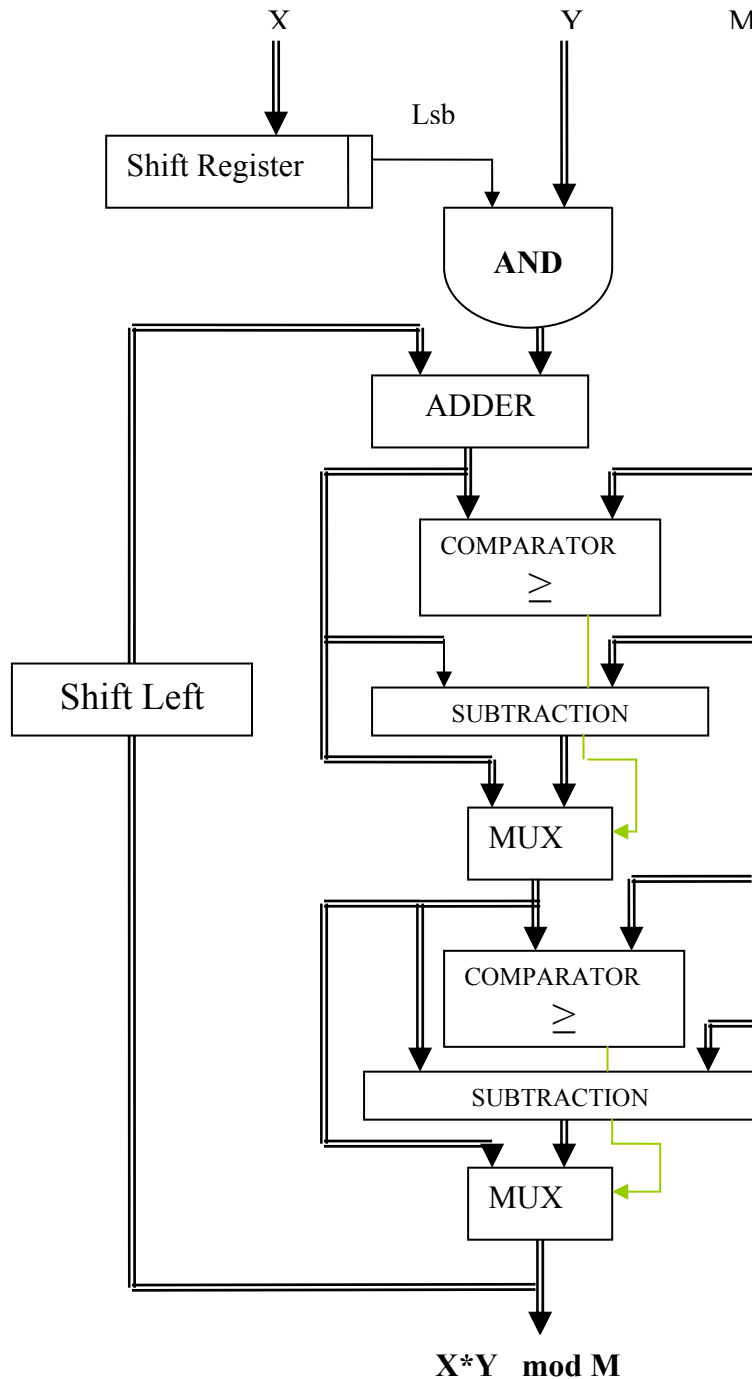 X Y M
Lsb
Shift Register
AND
ADDER
COMPARATOR
≥
Shift Left
SUBTRACTION
MUX
COMPARATOR
≥
SUBTRACTION
MUX
X*Y mod M